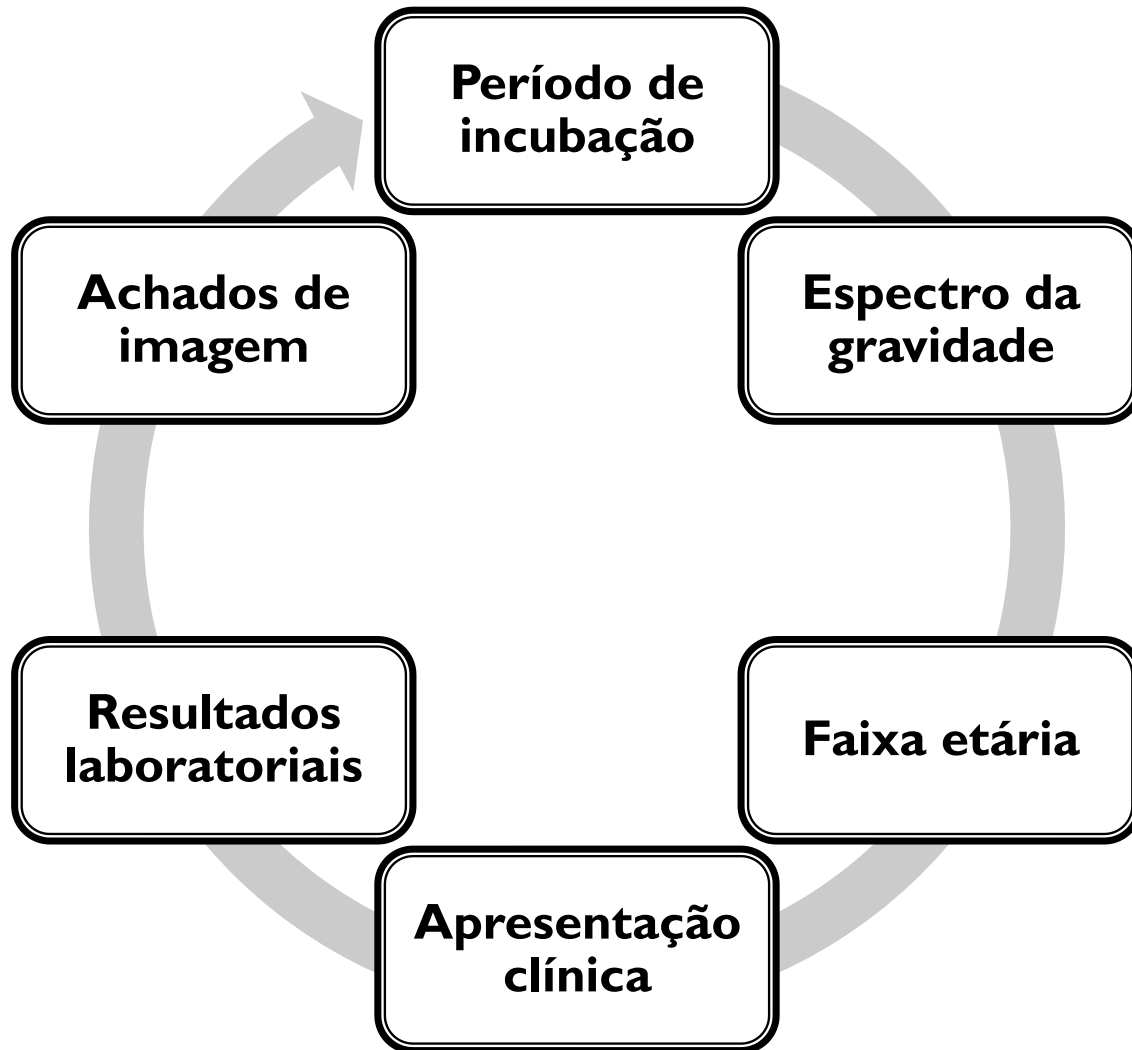 Período de
incubação
Espectro da
gravidade
Faixa etária
Apresentação
clínica
Resultados
laboratoriais
Achados de
imagem